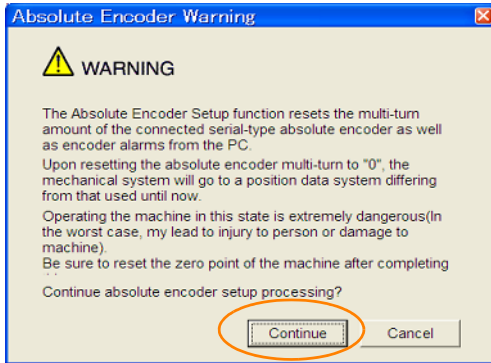 Absolute Encoder Warning
WARNING
The Absolute Encoder Setup function resets the multi-turn
amount of the connected serial-type absolute encoder as well
as encoder alarms from the PC.
Upon resetting the absolute encoder multi-turn to "0", the
mechanical system will go to a position data system differing
from that used until now.
Operating the machine in this state is extremely dangerous(In
the worst case, my lead to injury to person or damage to
machine).
Be sure to reset the zero point of the machine after completing
Continue absolute encoder setup processing?
Continue
Cancel